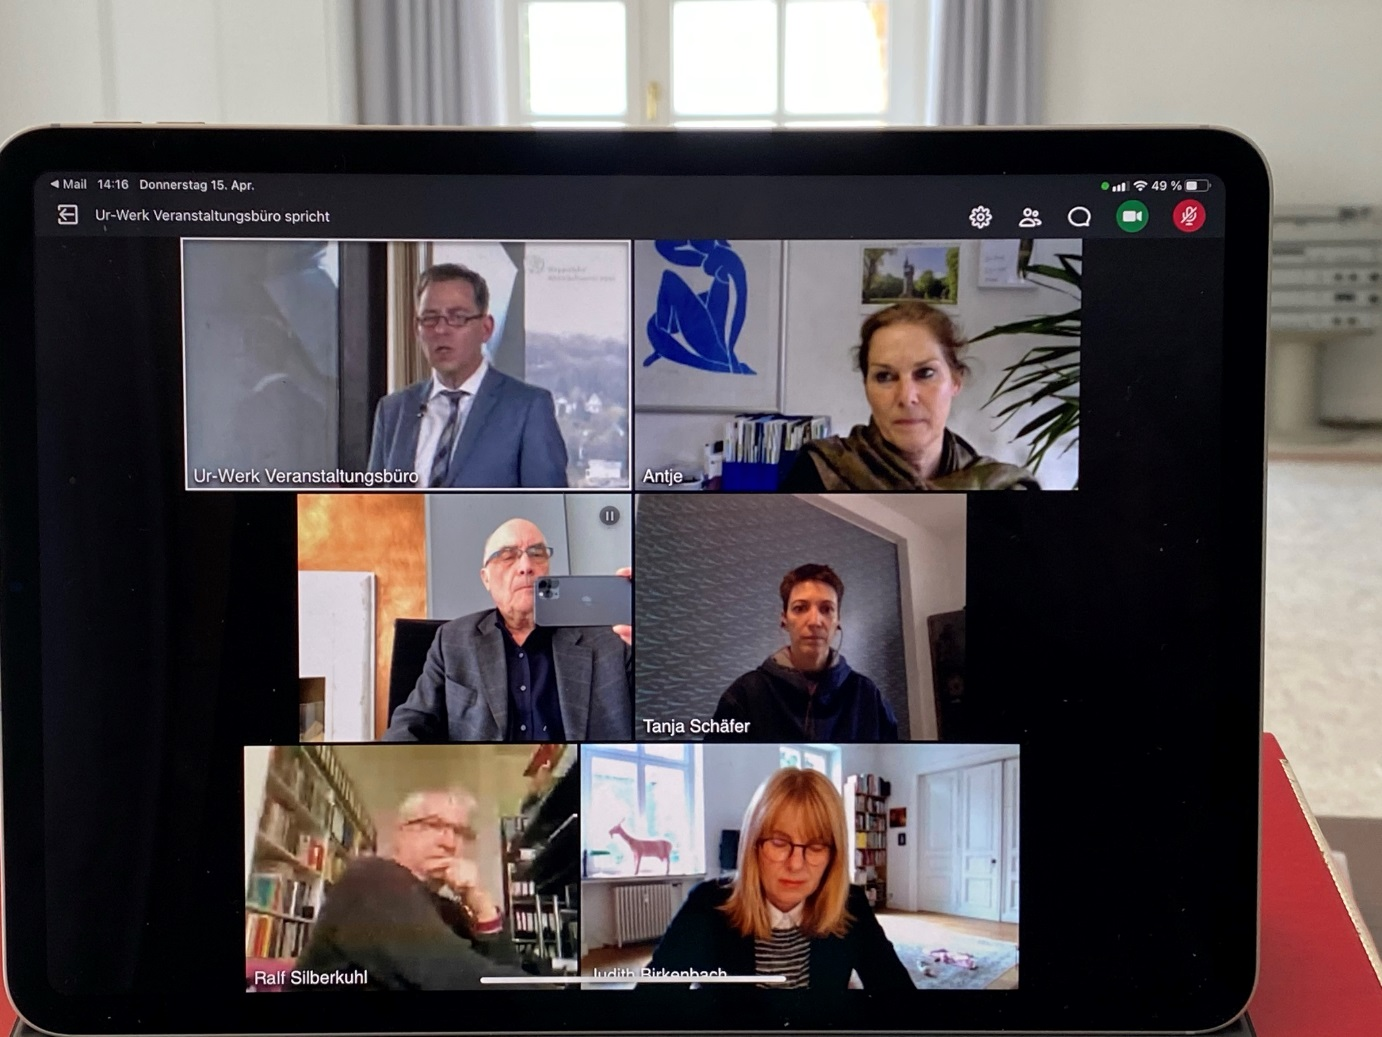 Mail 14:16 Donnerstag 15. Apr. 49 %
Ur-Werk Veranstaltungsbüro spricht
Ur-Werk Veranstaltungsbüro
Antje
Tanja Schäfer
Ralf Silberkuhl
Judith Birkenbach